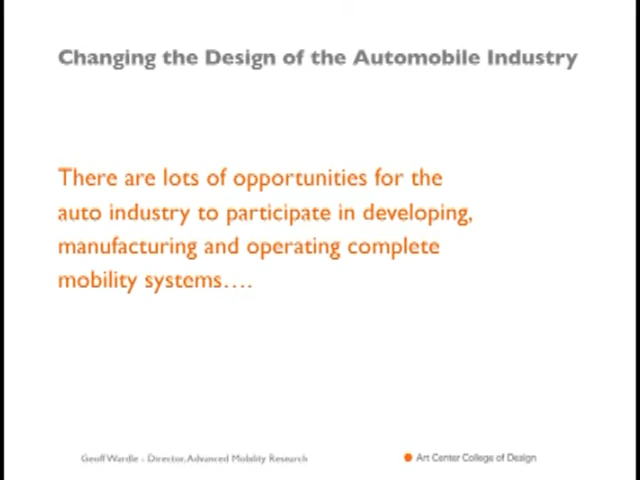 Changing the Design of the Automobile Industry
There are lots of opportunities for the
auto industry to participate in developing,
manufacturing and operating complete
mobility systems….
Geoff Wardle - Director, Advanced Mobility Research
Art Center College of Design